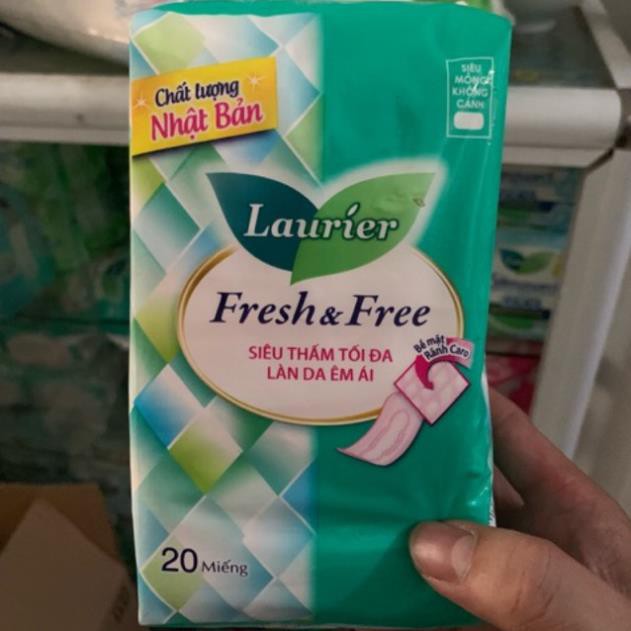 Chất lượng
Nhật Bản
SIÊU
MỎNG
KHÔNG
CÁNH
Laurier
Fresh & Free
SIÊU THẤM TỐI ĐA
LÀN DA ÊM ÁI
Bề mặt
Rãnh Caro
20 Miếng